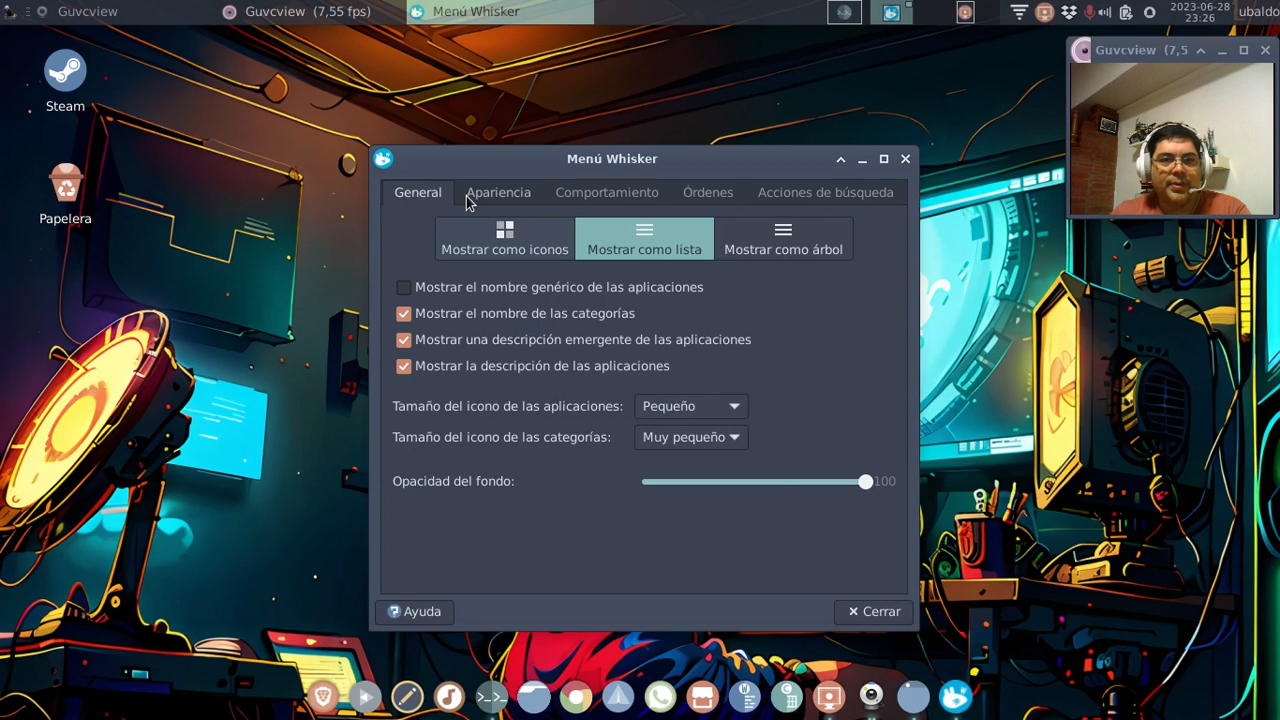 Guvcview
Guvcview (7,55 fps)
Menú Whisker
2023-06-28
23:26
ubaldo
Steam
Papelera
Guvcview (7,5
Menú Whisker
General
Apariencia
Comportamiento
Órdenes
Acciones de búsqueda
Mostrar como iconos
Mostrar como lista
Mostrar como árbol
Mostrar el nombre genérico de las aplicaciones
Mostrar el nombre de las categorías
Mostrar una descripción emergente de las aplicaciones
Mostrar la descripción de las aplicaciones
Tamaño del icono de las aplicaciones: Pequeño
Tamaño del icono de las categorías: Muy pequeño
Opacidad del fondo: 100
Ayuda
Cerrar